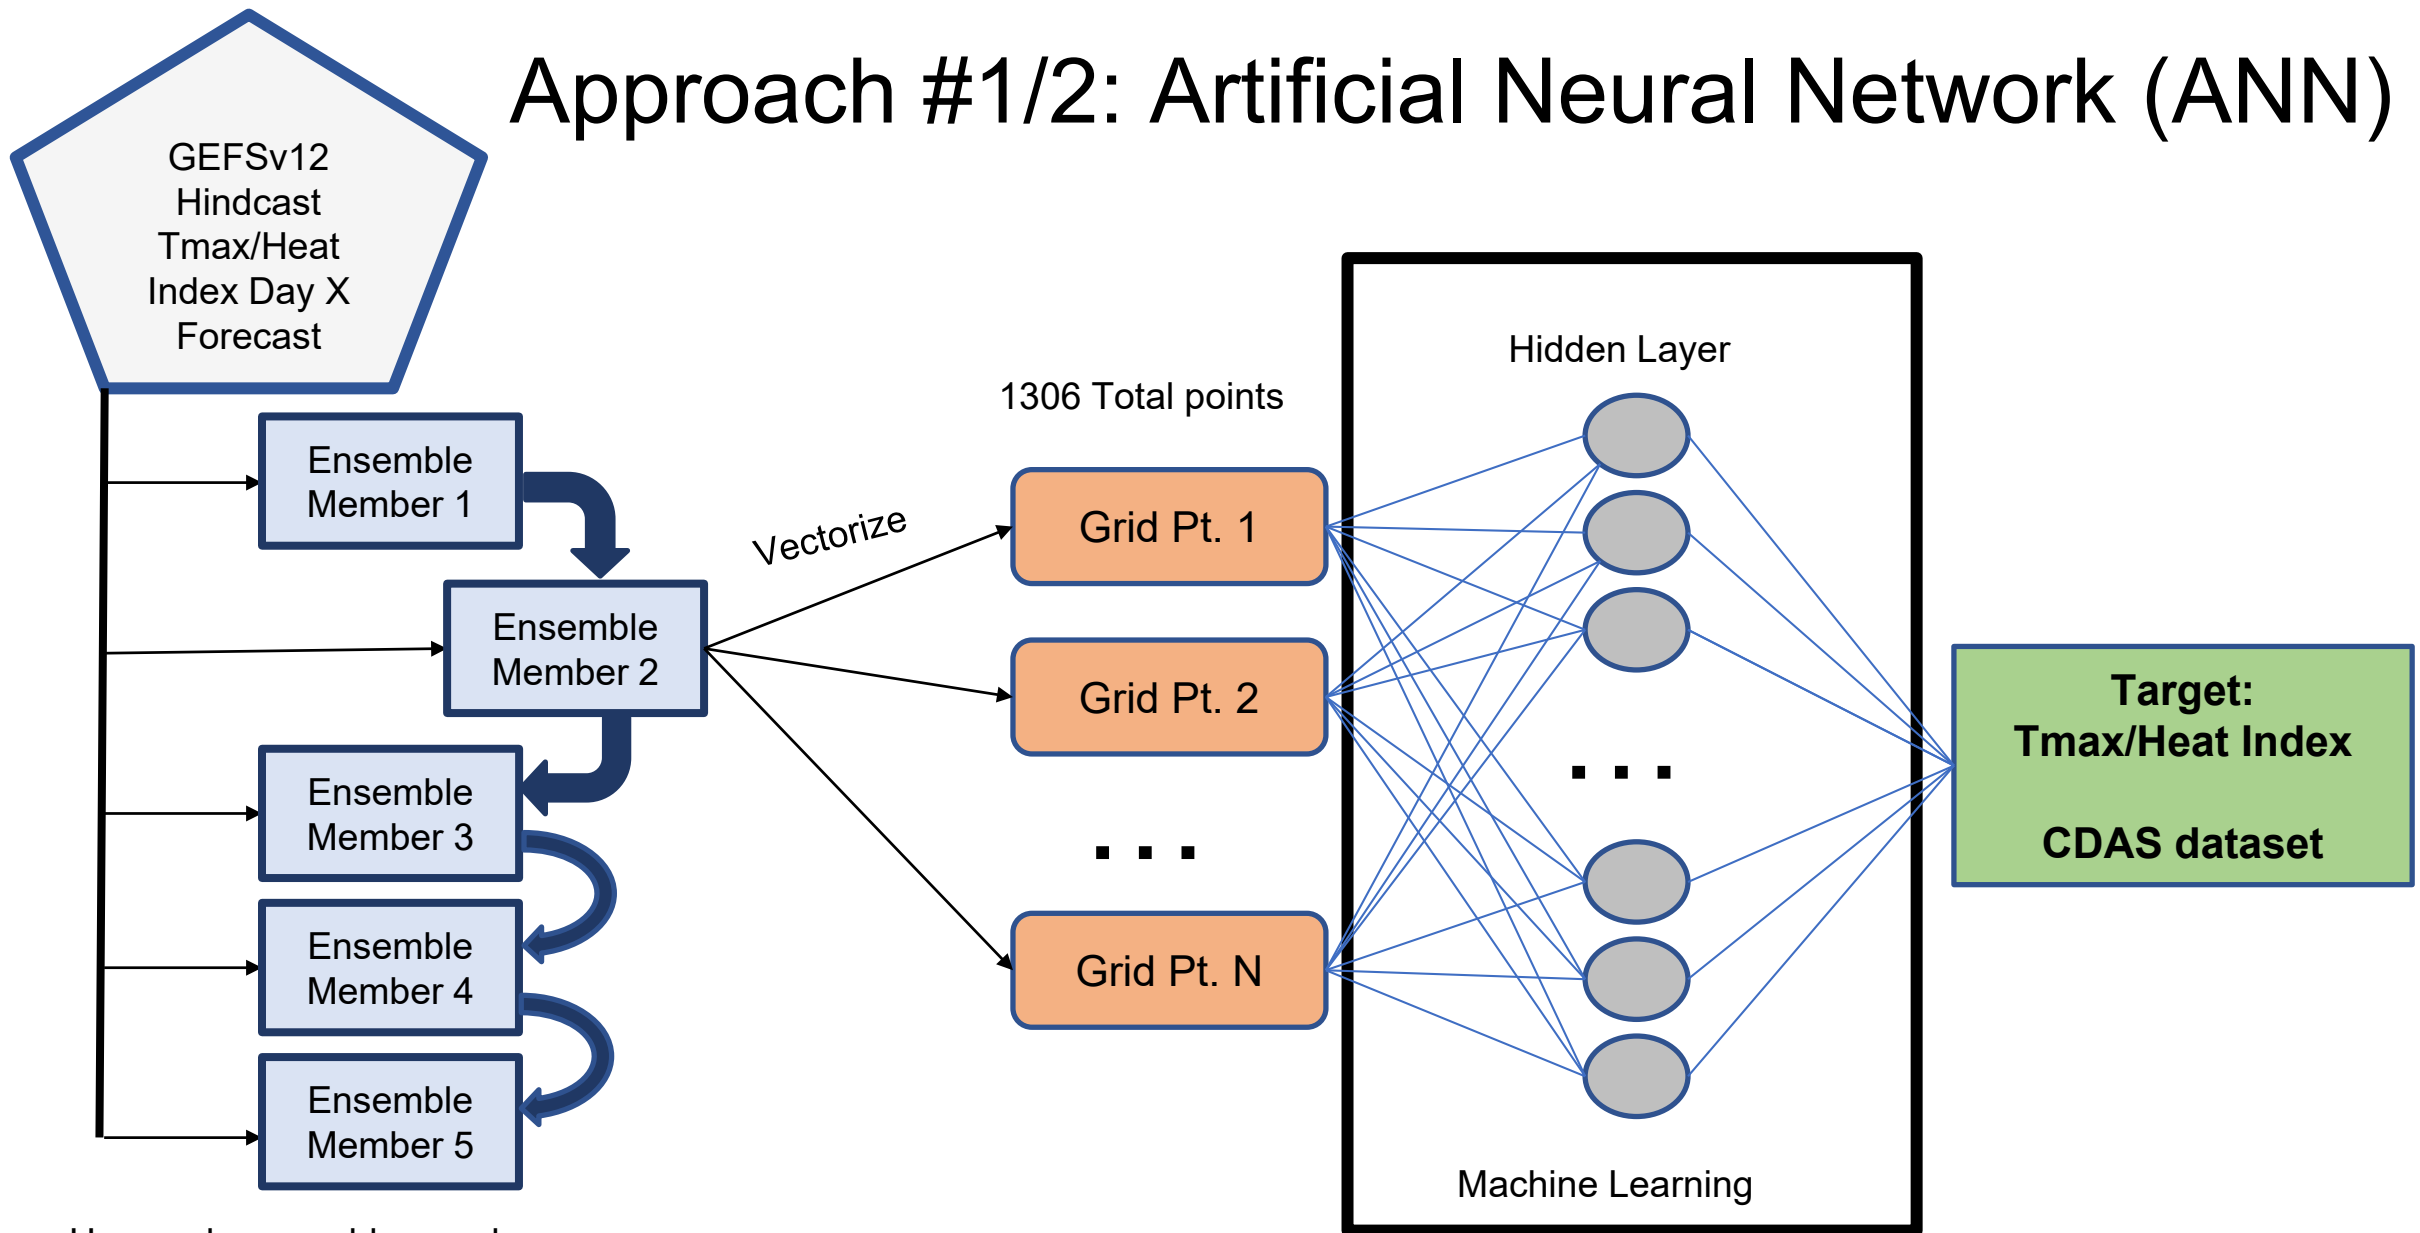 Approach #1/2: Artificial Neural Network (ANN)
GEFSv12
Hindcast
Tmax/Heat
Index Day X
Forecast
Ensemble
Member 1
Ensemble
Member 2
Ensemble
Member 3
Ensemble
Member 4
Ensemble
Member 5
Vectorize
1306 Total points
Grid Pt. 1
Grid Pt. 2
...
Grid Pt. N
Hidden Layer
...
Machine Learning
Target:
Tmax/Heat Index
CDAS dataset